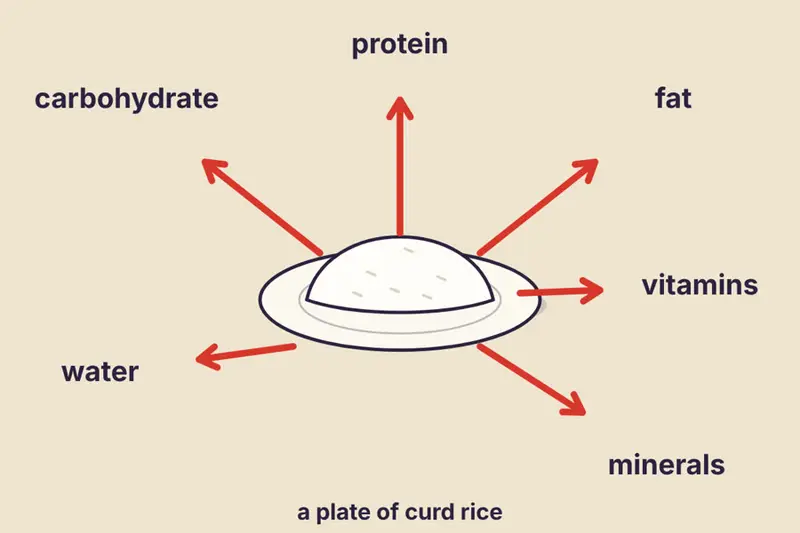 protein
carbohydrate
fat
vitamins
water
minerals
a plate of curd rice